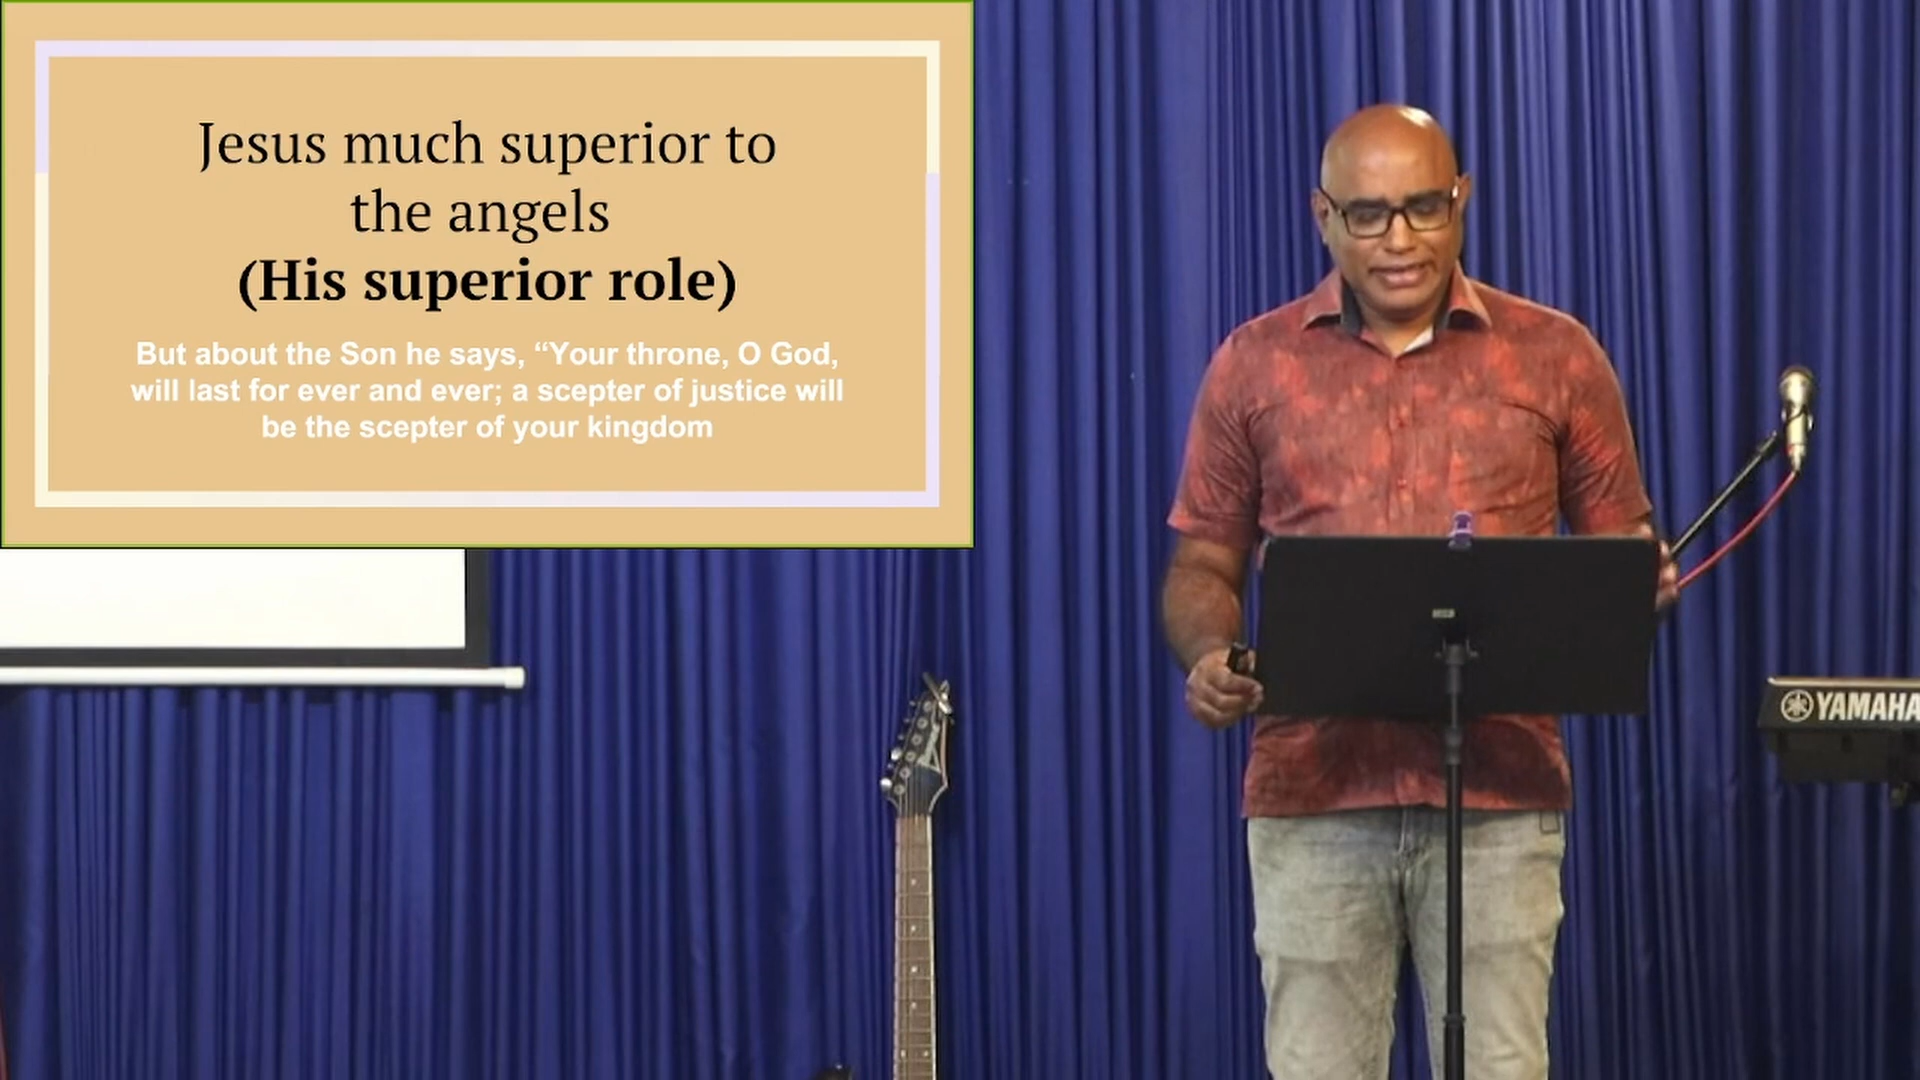 Jesus much superior to
the angels
(His superior role)
But about the Son he says, “Your throne, O God,
will last for ever and ever; a scepter of justice will
be the scepter of your kingdom
Ibanez
YAMAHA